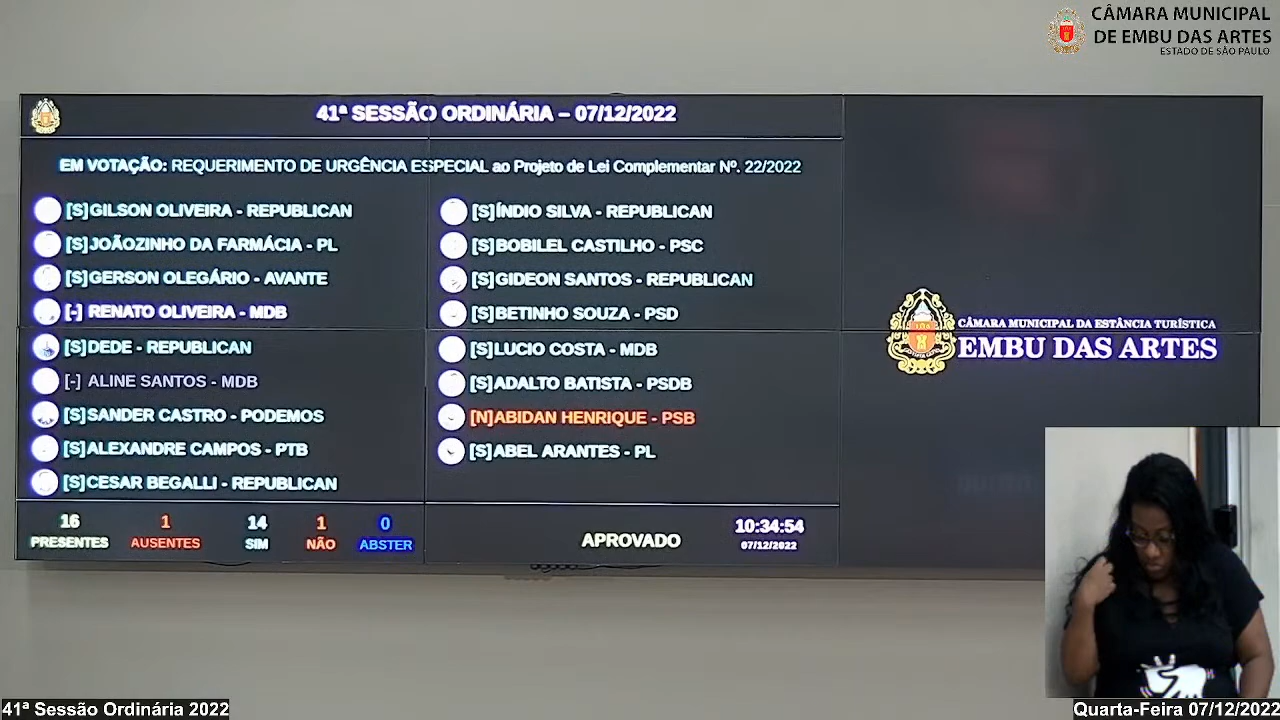 CÂMARA MUNICIPAL
DE EMBU DAS ARTES
ESTADO DE SÃO PAULO
41ª SESSÃO ORDINÁRIA – 07/12/2022
EM VOTAÇÃO: REQUERIMENTO DE URGÊNCIA ESPECIAL ao Projeto de Lei Complementar Nº. 22/2022
[S]GILSON OLIVEIRA - REPUBLICAN
[S]JOÃOZINHO DA FARMÁCIA - PL
[S]GERSON OLEGÁRIO - AVANTE
[-] RENATO OLIVEIRA - MDB
[S]DEDE - REPUBLICAN
[-] ALINE SANTOS - MDB
[S]SANDER CASTRO - PODEMOS
[S]ALEXANDRE CAMPOS - PTB
[S]CESAR BEGALLI - REPUBLICAN
[S]ÍNDIO SILVA - REPUBLICAN
[S]BOBILEL CASTILHO - PSC
[S]GIDEON SANTOS - REPUBLICAN
[S]BETINHO SOUZA - PSD
[S]LUCIO COSTA - MDB
[S]ADALTO BATISTA - PSDB
[N]ABIDAN HENRIQUE - PSB
[S]ABEL ARANTES - PL
16 1 14 1 0
PRESENTES AUSENTES SIM NÃO ABSTER
APROVADO
10:34:54
07/12/2022
CÂMARA MUNICIPAL DA ESTÂNCIA TURÍSTICA
EMBU DAS ARTES
41ª Sessão Ordinária 2022
Quarta-Feira 07/12/2022